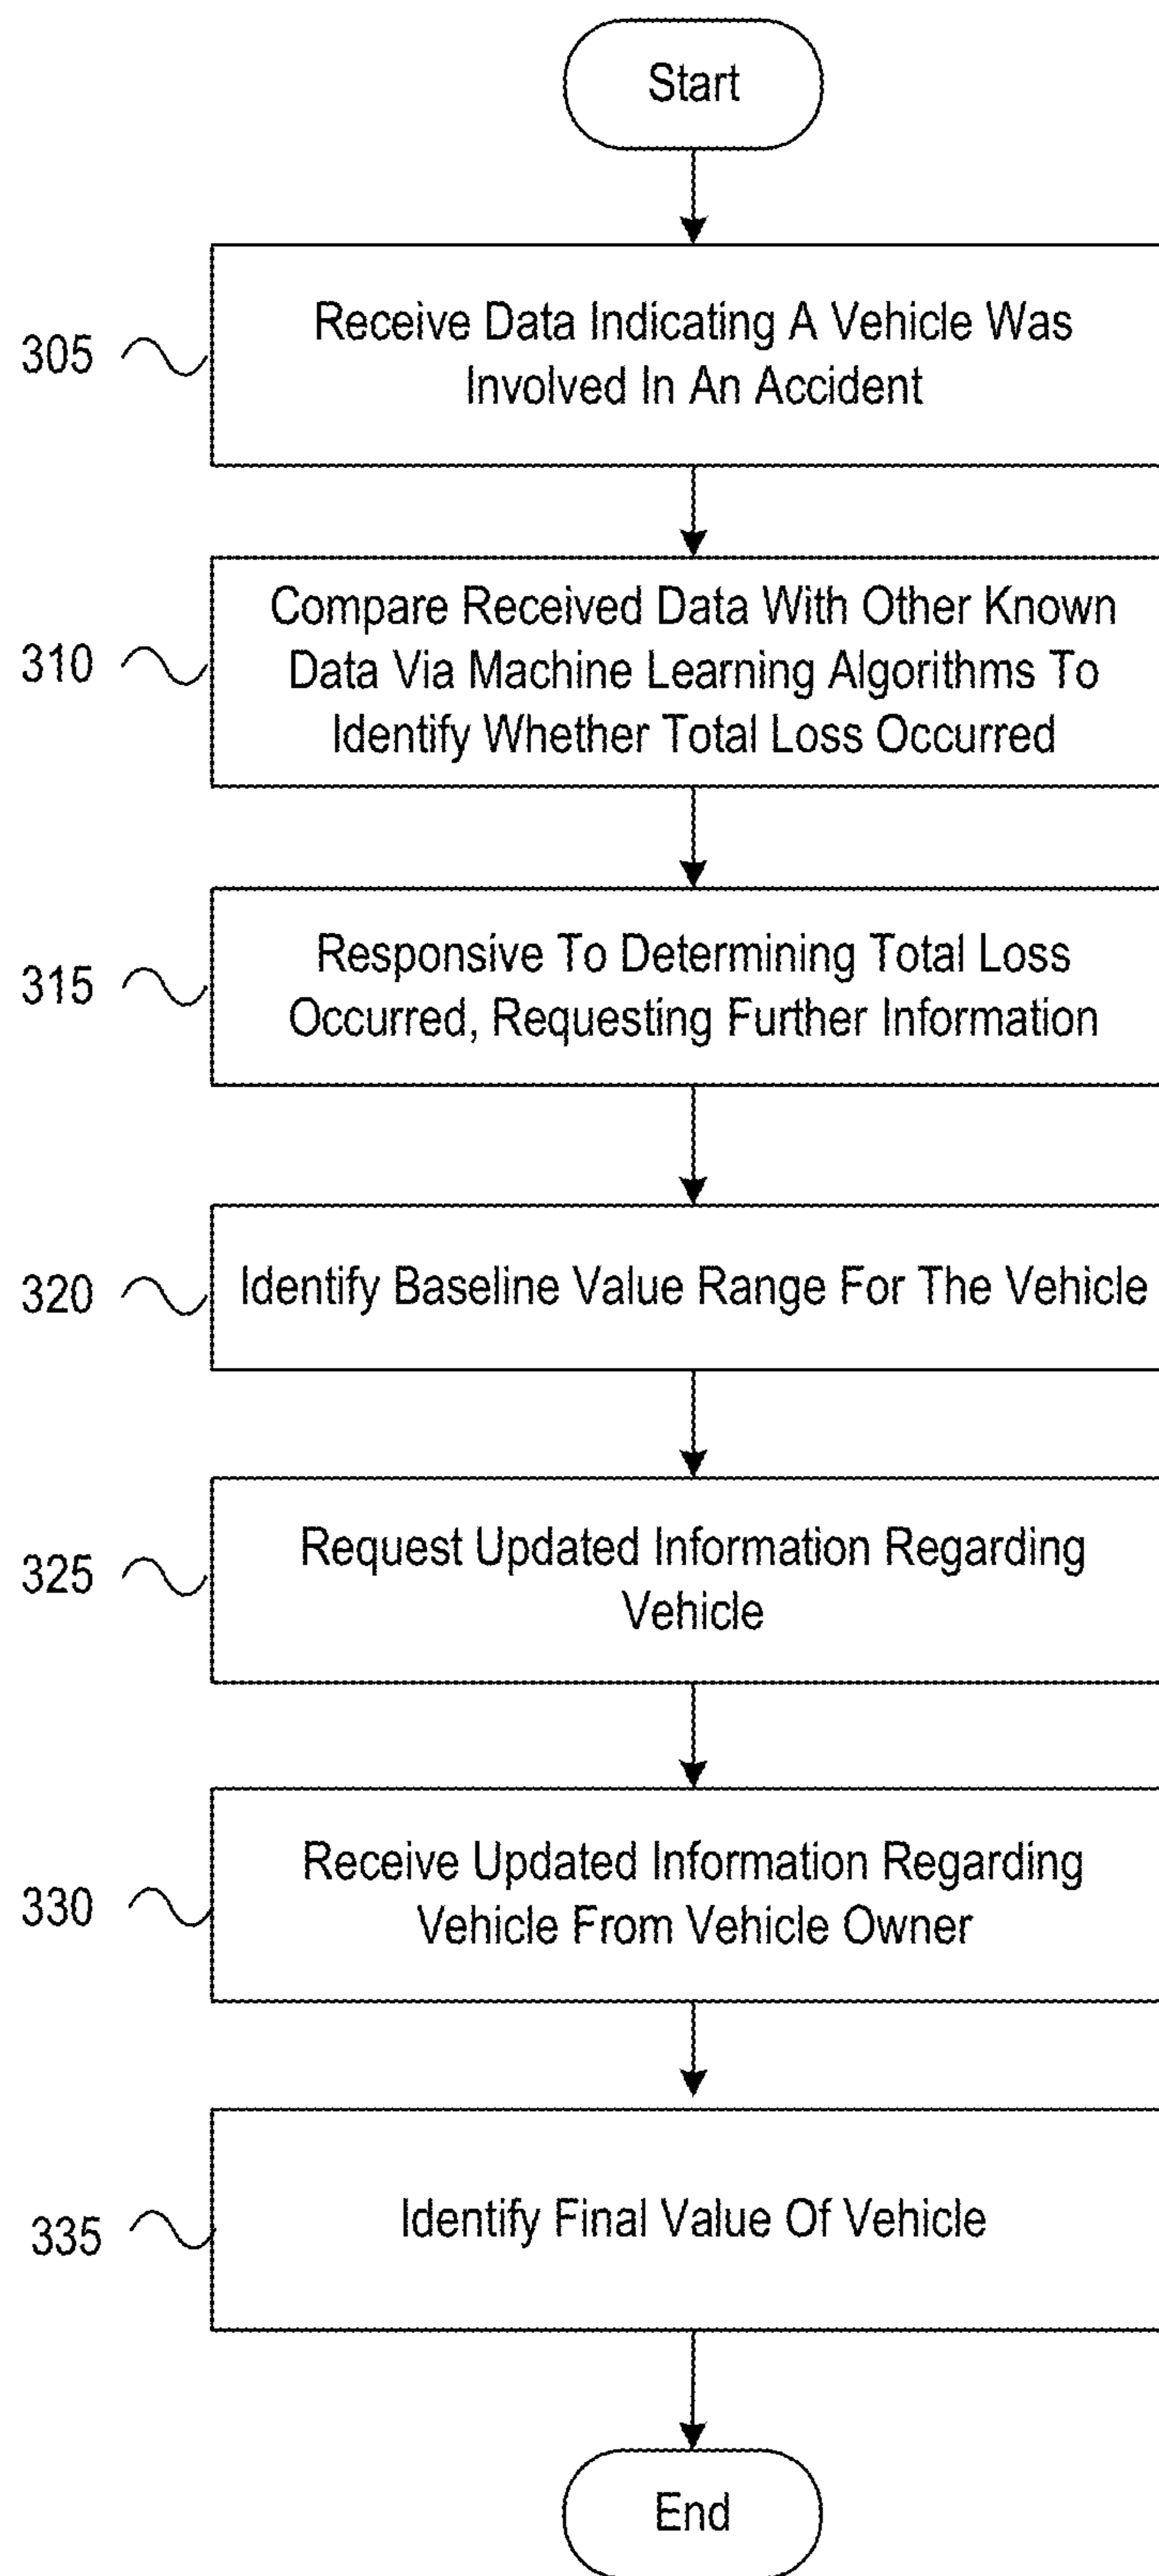 Start
305
Receive Data Indicating A Vehicle Was
Involved In An Accident
310
Compare Received Data With Other Known
Data Via Machine Learning Algorithms To
Identify Whether Total Loss Occurred
315
Responsive To Determining Total Loss
Occurred, Requesting Further Information
320
Identify Baseline Value Range For The Vehicle
325
Request Updated Information Regarding
Vehicle
330
Receive Updated Information Regarding
Vehicle From Vehicle Owner
335
Identify Final Value Of Vehicle
End